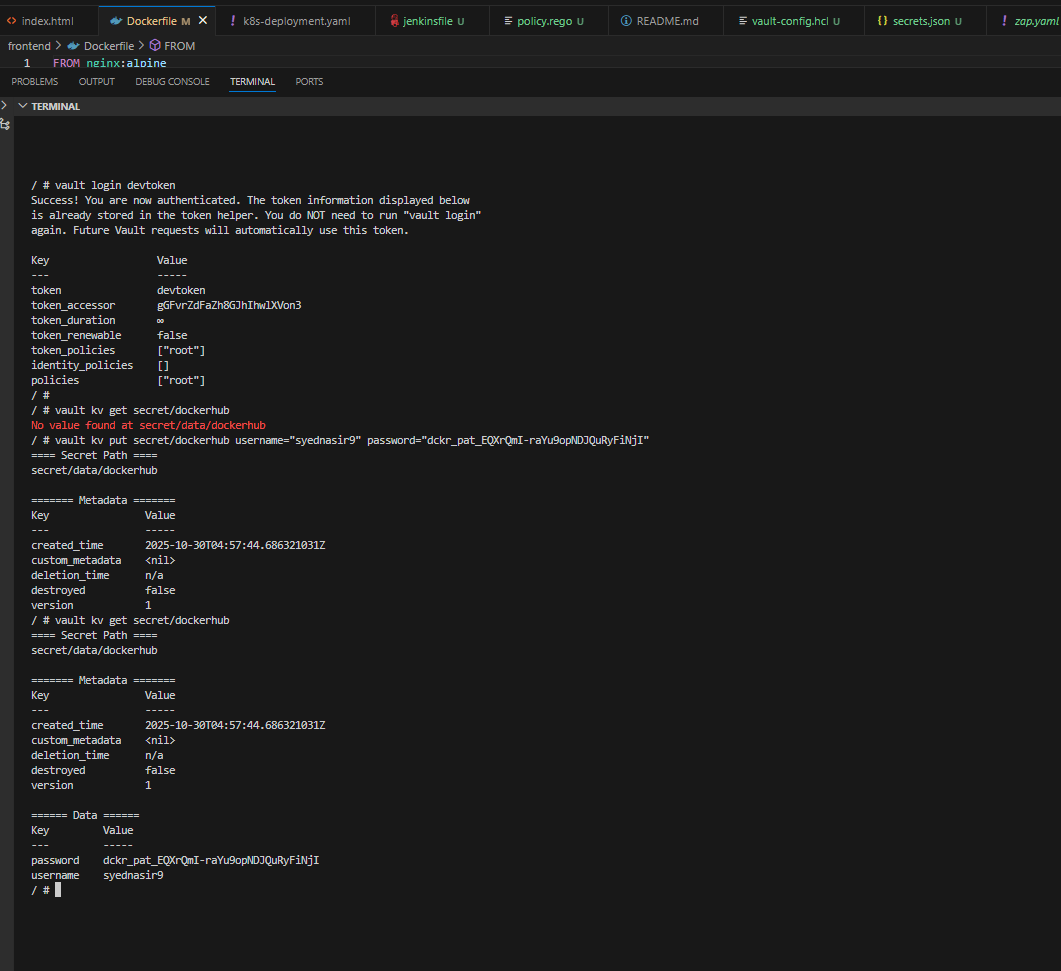 index.html
Dockerfile M
k8s-deployment.yaml
jenkinsfile U
policy.rego U
README.md
vault-config.hcl U
secrets.json U
zap.yaml
frontend > Dockerfile > FROM
1 FROM nginx:alpine
PROBLEMS OUTPUT DEBUG CONSOLE TERMINAL PORTS
TERMINAL
/ # vault login devtoken
Success! You are now authenticated. The token information displayed below
is already stored in the token helper. You do NOT need to run "vault login"
again. Future Vault requests will automatically use this token.
Key Value
--- -----
token devtoken
token_accessor gGFvrZdFaZh8GJhIhwlXVon3
token_duration ∞
token_renewable false
token_policies ["root"]
identity_policies []
policies ["root"]
/ #
/ # vault kv get secret/dockerhub
No value found at secret/data/dockerhub
/ # vault kv put secret/dockerhub username="syednasir9" password="dckr_pat_EQXrQmI-raYu9opNDJQuRyFiNjI"
==== Secret Path ====
secret/data/dockerhub
======= Metadata =======
Key Value
--- -----
created_time 2025-10-30T04:57:44.686321031Z
custom_metadata <nil>
deletion_time n/a
destroyed false
version 1
/ # vault kv get secret/dockerhub
==== Secret Path ====
secret/data/dockerhub
======= Metadata =======
Key Value
--- -----
created_time 2025-10-30T04:57:44.686321031Z
custom_metadata <nil>
deletion_time n/a
destroyed false
version 1
====== Data ======
Key Value
--- -----
password dckr_pat_EQXrQmI-raYu9opNDJQuRyFiNjI
username syednasir9
/ #